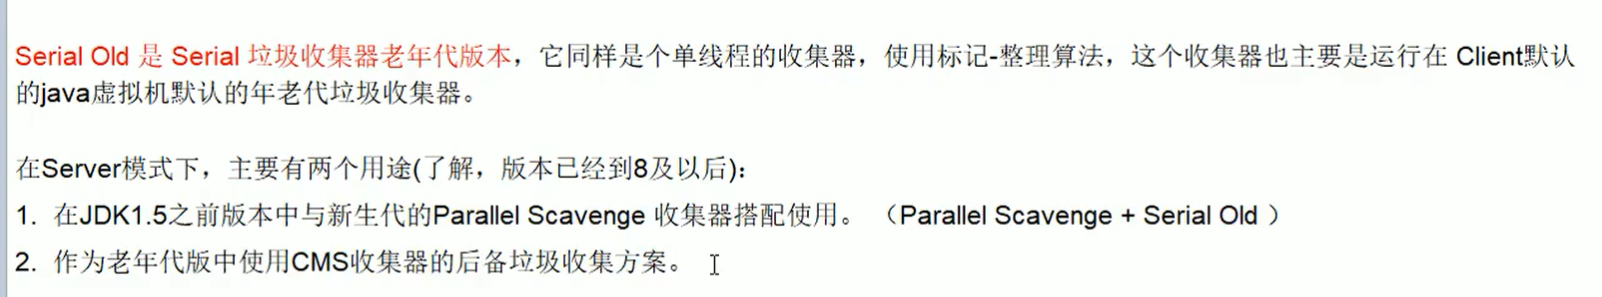 Serial Old 是 Serial 垃圾收集器老年代版本，它同样是个单线程的收集器，使用标记-整理算法，这个收集器也主要是运行在 Client默认
的java虚拟机默认的年老代垃圾收集器。
在Server模式下，主要有两个用途(了解，版本已经到8及以后)：
1. 在JDK1.5之前版本中与新生代的Parallel Scavenge 收集器搭配使用。（Parallel Scavenge + Serial Old ）
2. 作为老年代版中使用CMS收集器的后备垃圾收集方案。